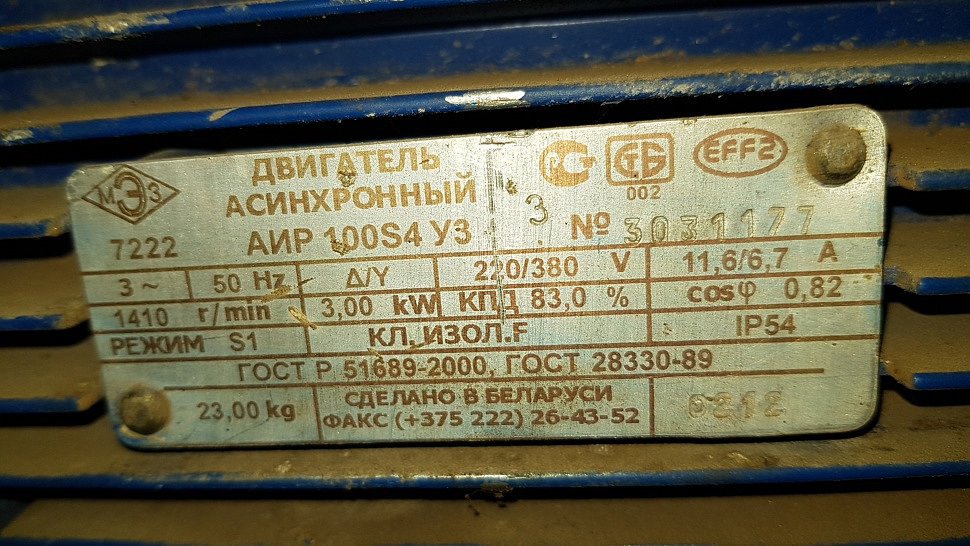 МЭЗ
7222
ДВИГАТЕЛЬ
АСИНХРОННЫЙ
АИР 100S4 У3
3
РСТ
СТБ
002
EFF2
№ 3031177
3 ~ 50 Hz Δ/Y 220/380 V 11,6/6,7 A
1410 r/min 3,00 kW КПД 83,0 % cosφ 0,82
РЕЖИМ S1 КЛ.ИЗОЛ.F IP54
ГОСТ Р 51689-2000, ГОСТ 28330-89
23,00 kg
СДЕЛАНО В БЕЛАРУСИ
ФАКС (+375 222) 26-43-52
0212